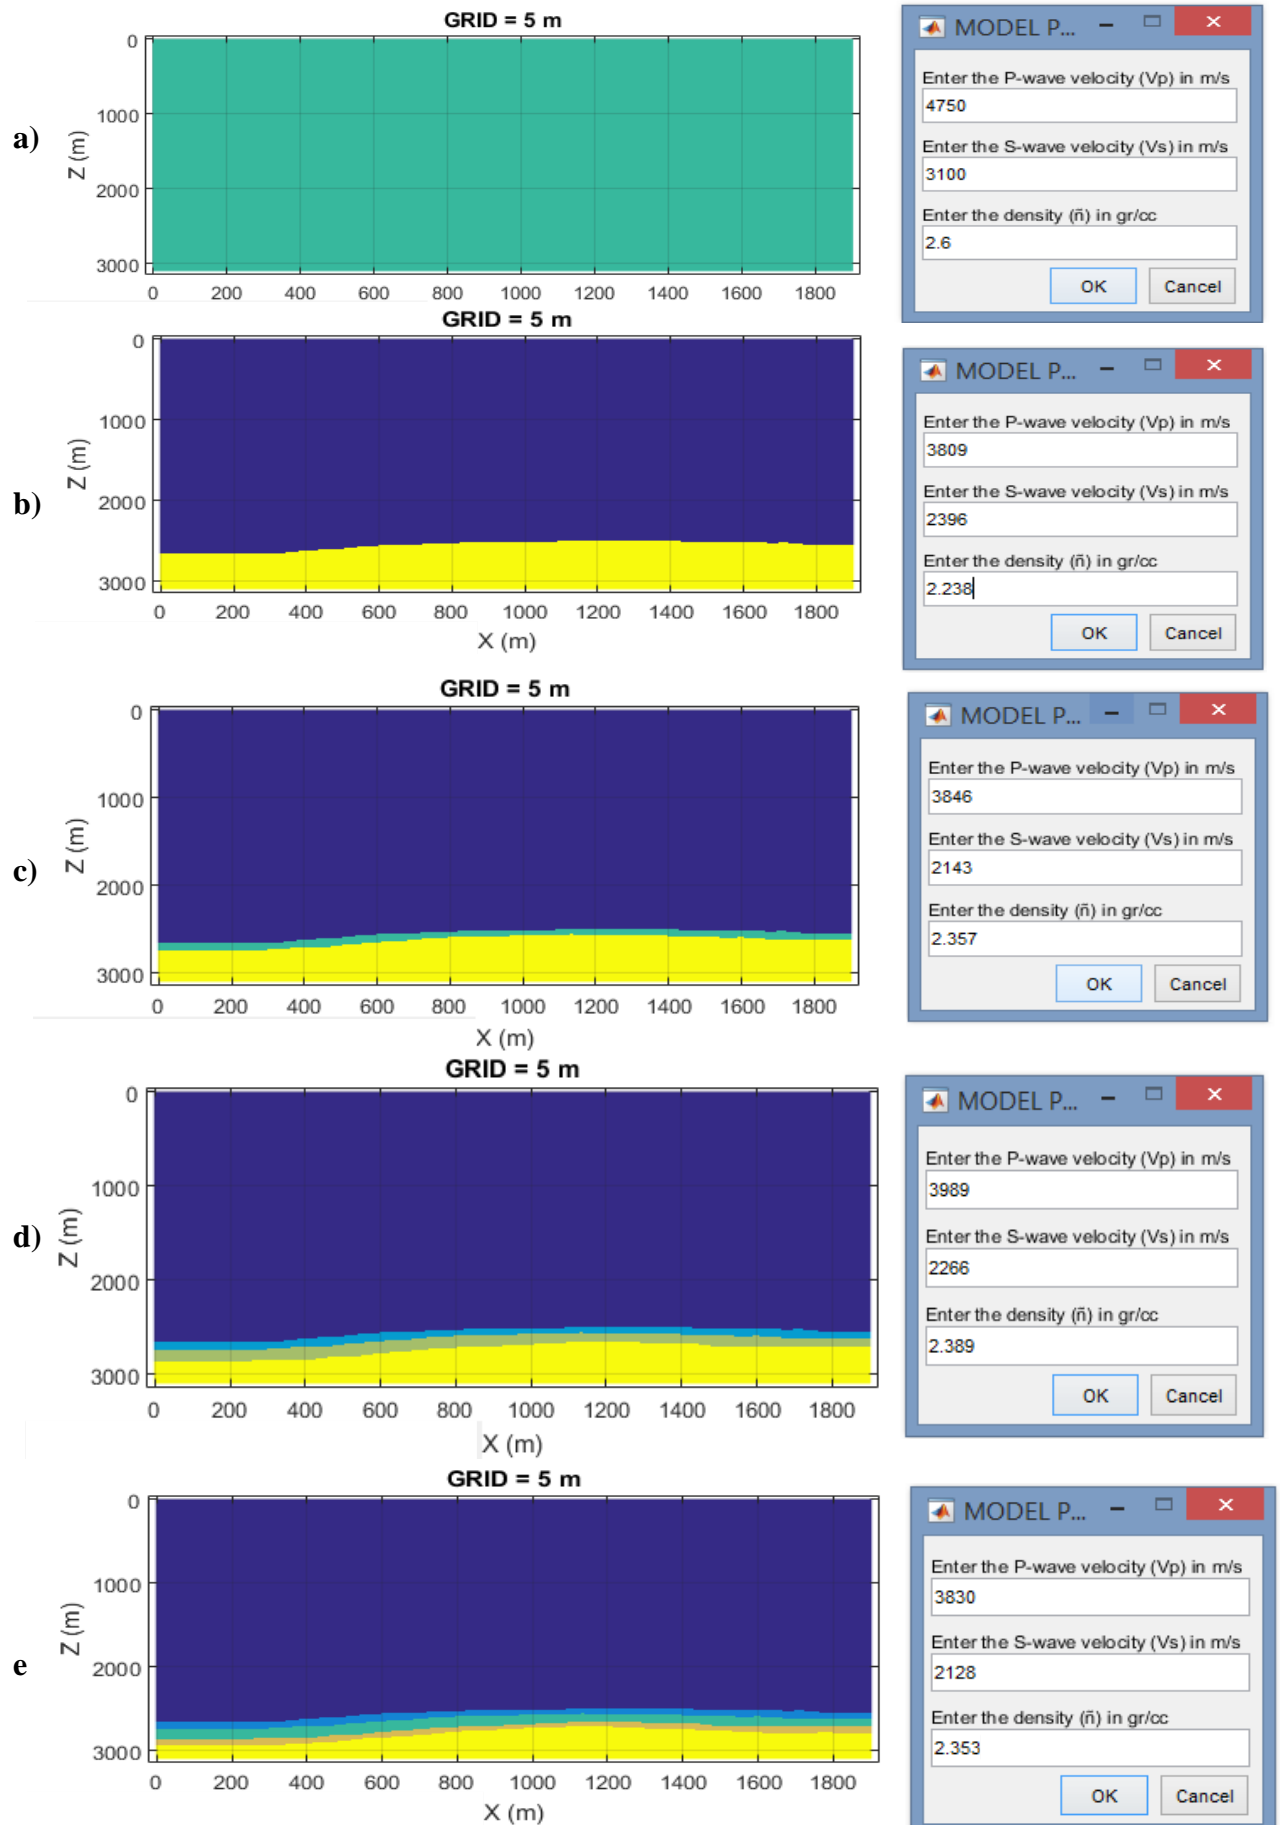 a)
GRID = 5 m
Z (m)
0
1000
2000
3000
0 200 400 600 800 1000 1200 1400 1600 1800
MODEL P...
Enter the P-wave velocity (Vp) in m/s
4750
Enter the S-wave velocity (Vs) in m/s
3100
Enter the density (ñ) in gr/cc
2.6
OK Cancel
b)
GRID = 5 m
Z (m)
0
1000
2000
3000
0 200 400 600 800 1000 1200 1400 1600 1800
X (m)
MODEL P...
Enter the P-wave velocity (Vp) in m/s
3809
Enter the S-wave velocity (Vs) in m/s
2396
Enter the density (ñ) in gr/cc
2.238
OK Cancel
c)
GRID = 5 m
Z (m)
0
1000
2000
3000
0 200 400 600 800 1000 1200 1400 1600 1800
X (m)
MODEL P...
Enter the P-wave velocity (Vp) in m/s
3846
Enter the S-wave velocity (Vs) in m/s
2143
Enter the density (ñ) in gr/cc
2.357
OK Cancel
d)
GRID = 5 m
Z (m)
0
1000
2000
3000
0 200 400 600 800 1000 1200 1400 1600 1800
X (m)
MODEL P...
Enter the P-wave velocity (Vp) in m/s
3989
Enter the S-wave velocity (Vs) in m/s
2266
Enter the density (ñ) in gr/cc
2.389
OK Cancel
e
GRID = 5 m
Z (m)
0
1000
2000
3000
0 200 400 600 800 1000 1200 1400 1600 1800
X (m)
MODEL P...
Enter the P-wave velocity (Vp) in m/s
3830
Enter the S-wave velocity (Vs) in m/s
2128
Enter the density (ñ) in gr/cc
2.353
OK Cancel